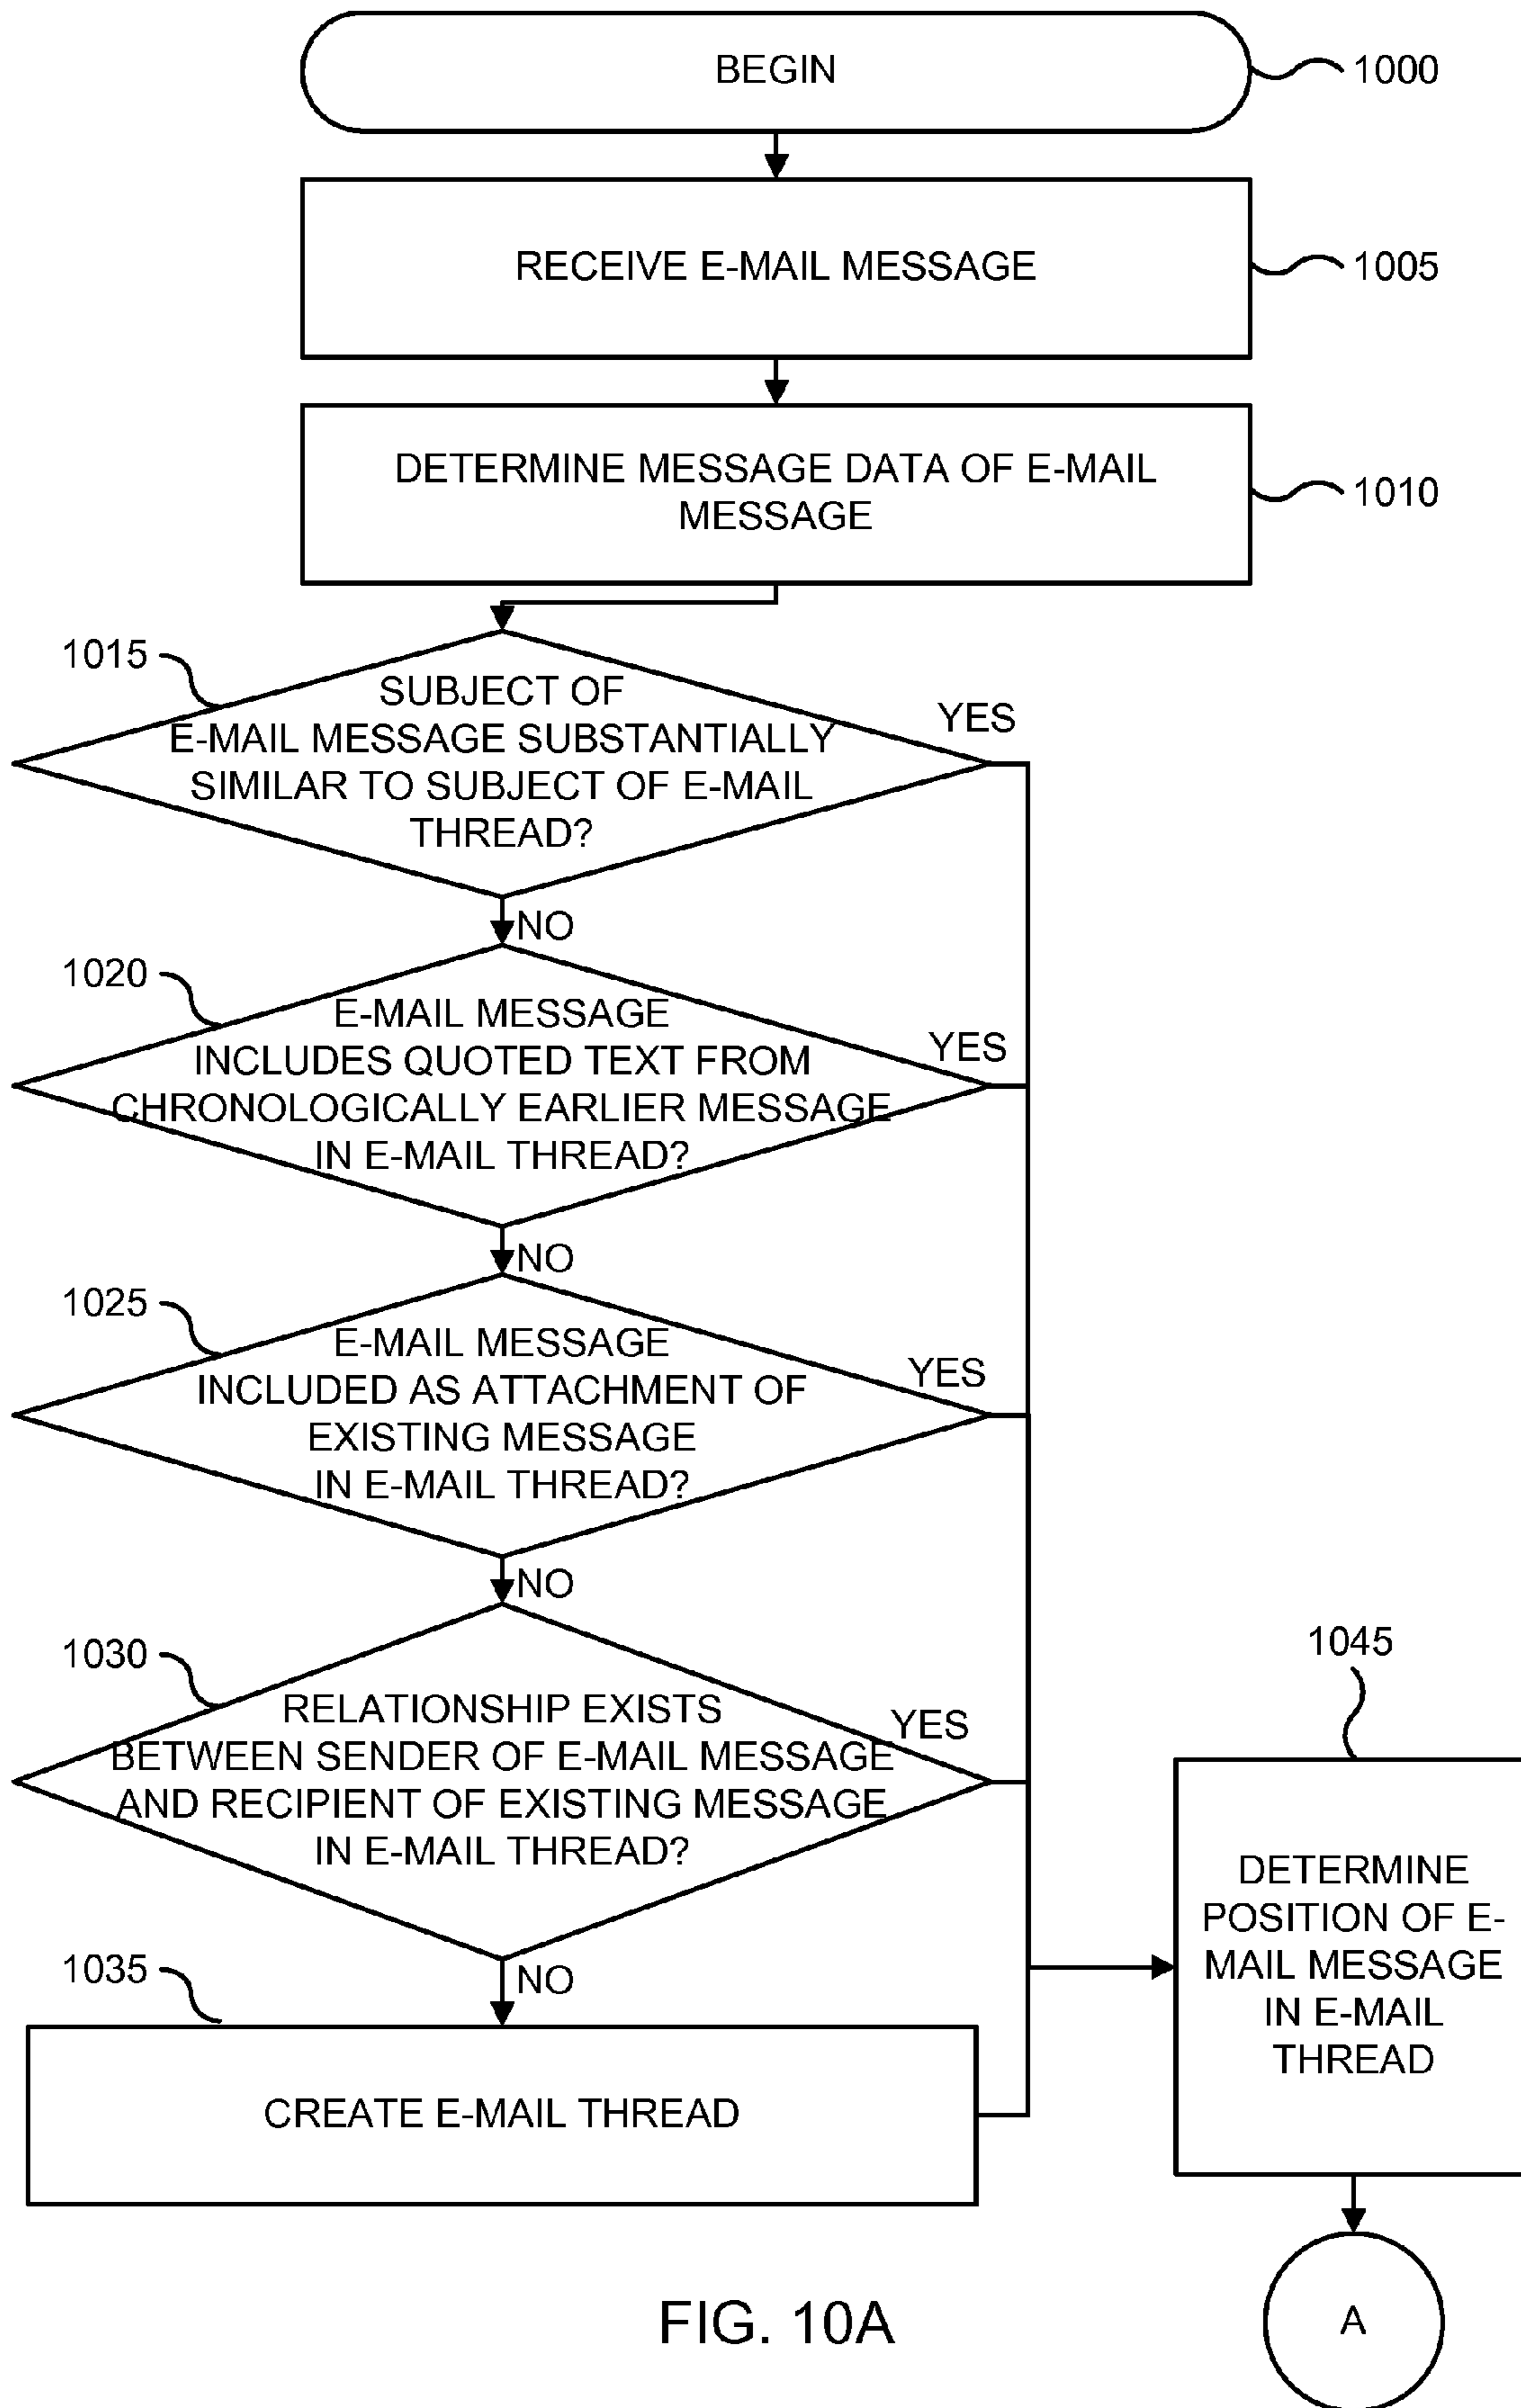 BEGIN
1000
RECEIVE E-MAIL MESSAGE
1005
DETERMINE MESSAGE DATA OF E-MAIL
MESSAGE
1010
1015
SUBJECT OF
E-MAIL MESSAGE SUBSTANTIALLY
SIMILAR TO SUBJECT OF E-MAIL
THREAD?
YES
NO
1020
E-MAIL MESSAGE
INCLUDES QUOTED TEXT FROM
CHRONOLOGICALLY EARLIER MESSAGE
IN E-MAIL THREAD?
YES
NO
1025
E-MAIL MESSAGE
INCLUDED AS ATTACHMENT OF
EXISTING MESSAGE
IN E-MAIL THREAD?
YES
NO
1030
RELATIONSHIP EXISTS
BETWEEN SENDER OF E-MAIL MESSAGE
AND RECIPIENT OF EXISTING MESSAGE
IN E-MAIL THREAD?
YES
NO
1035
CREATE E-MAIL THREAD
1045
DETERMINE
POSITION OF E-
MAIL MESSAGE
IN E-MAIL
THREAD
A
FIG. 10A